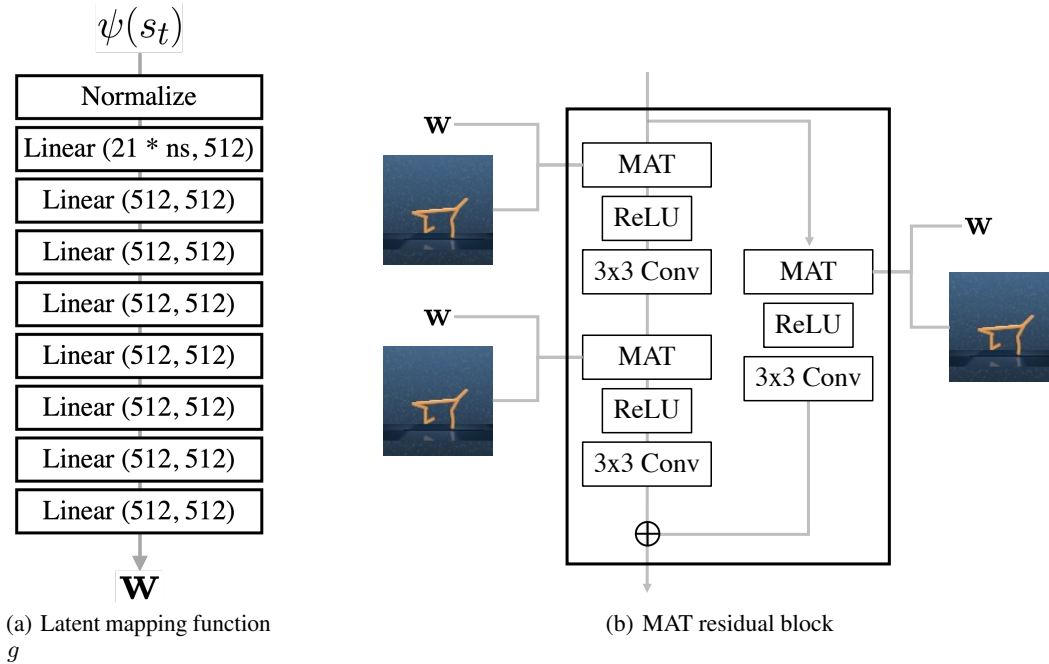 ψ(s_t)
Normalize
Linear (21 * ns, 512)
Linear (512, 512)
Linear (512, 512)
Linear (512, 512)
Linear (512, 512)
Linear (512, 512)
Linear (512, 512)
Linear (512, 512)
w
(a) Latent mapping function
g
w
MAT
ReLU
3x3 Conv
w
MAT
ReLU
3x3 Conv
⊕
w
MAT
ReLU
3x3 Conv
(b) MAT residual block